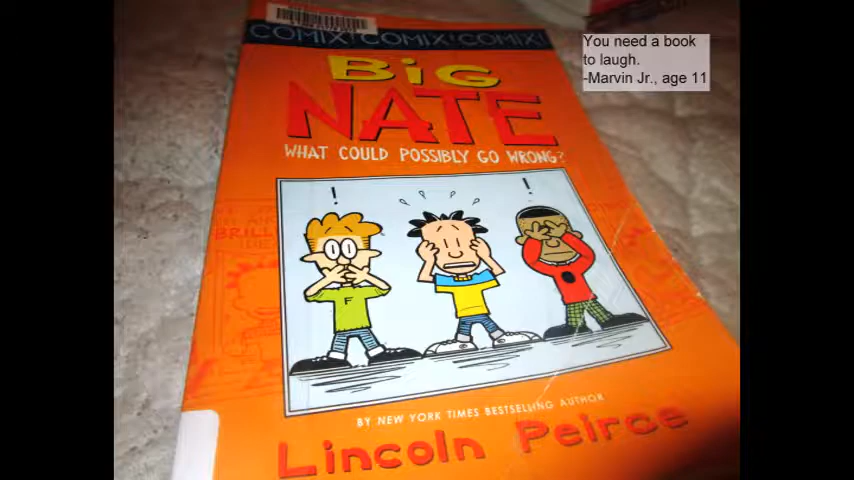 COMIX! COMIX! COMIX!
BiG
NATE
WHAT COULD POSSIBLY GO WRONG?
! !
F
BY NEW YORK TIMES BESTSELLING AUTHOR
Lincoln Peirce
You need a book
to laugh.
-Marvin Jr., age 11